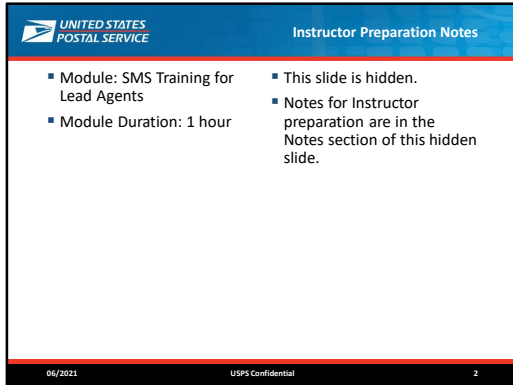 UNITED STATES
POSTAL SERVICE
Instructor Preparation Notes
▪ Module: SMS Training for
Lead Agents
▪ Module Duration: 1 hour
▪ This slide is hidden.
▪ Notes for Instructor
preparation are in the
Notes section of this hidden
slide.
06/2021 USPS Confidential 2